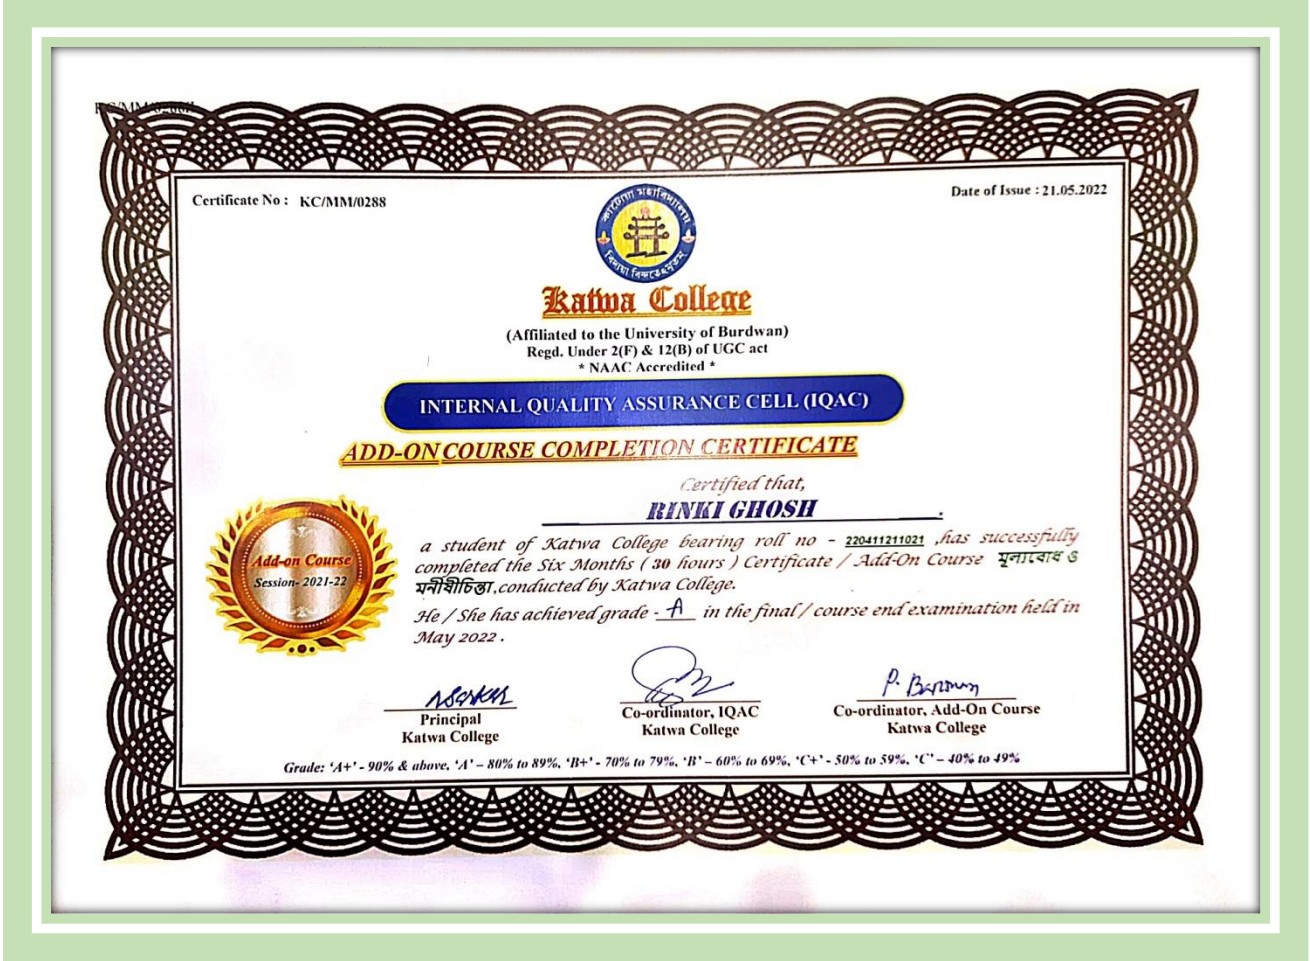 Certificate No : KC/MM/0288
Date of Issue : 21.05.2022
কাটোয়া মহাবিদ্যালয়
বিদ্যয়া বিন্দতেঽমৃতম্
Katwa College
(Affiliated to the University of Burdwan)
Regd. Under 2(F) & 12(B) of UGC act
* NAAC Accredited *
INTERNAL QUALITY ASSURANCE CELL (IQAC)
ADD-ON COURSE COMPLETION CERTIFICATE
Certified that,
RINKI GHOSH .
a student of Katwa College bearing roll no - 220411211021 ,has successfully
completed the Six Months ( 30 hours ) Certificate / Add-On Course মূল্যবোধ ও
মনীষীচিন্তা,conducted by Katwa College.
He / She has achieved grade - A in the final / course end examination held in
May 2022 .
Add-on Course
Session- 2021-22
P. Barman
Principal
Katwa College
Co-ordinator, IQAC
Katwa College
Co-ordinator, Add-On Course
Katwa College
Grade: 'A+' - 90% & above, 'A' – 80% to 89%, 'B+' - 70% to 79%, 'B' – 60% to 69%, 'C+' - 50% to 59%, 'C' – 40% to 49%